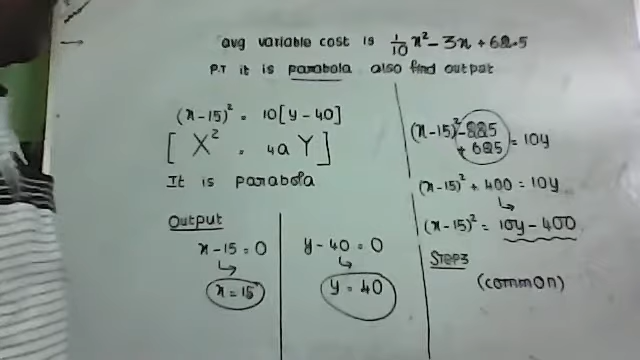 avg variable cost is 1/10 x² - 3x + 62.5
P.T it is parabola also find output
(x-15)² = 10[y-40]
[ X² = 4a Y ]
It is parabola
Output
x-15=0
↳
x=15
y-40=0
↳
y=40
(x-15)² -225
+625 = 10y
(x-15)² + 400 = 10y
↳
(x-15)² = 10y-400
Step3
(common)